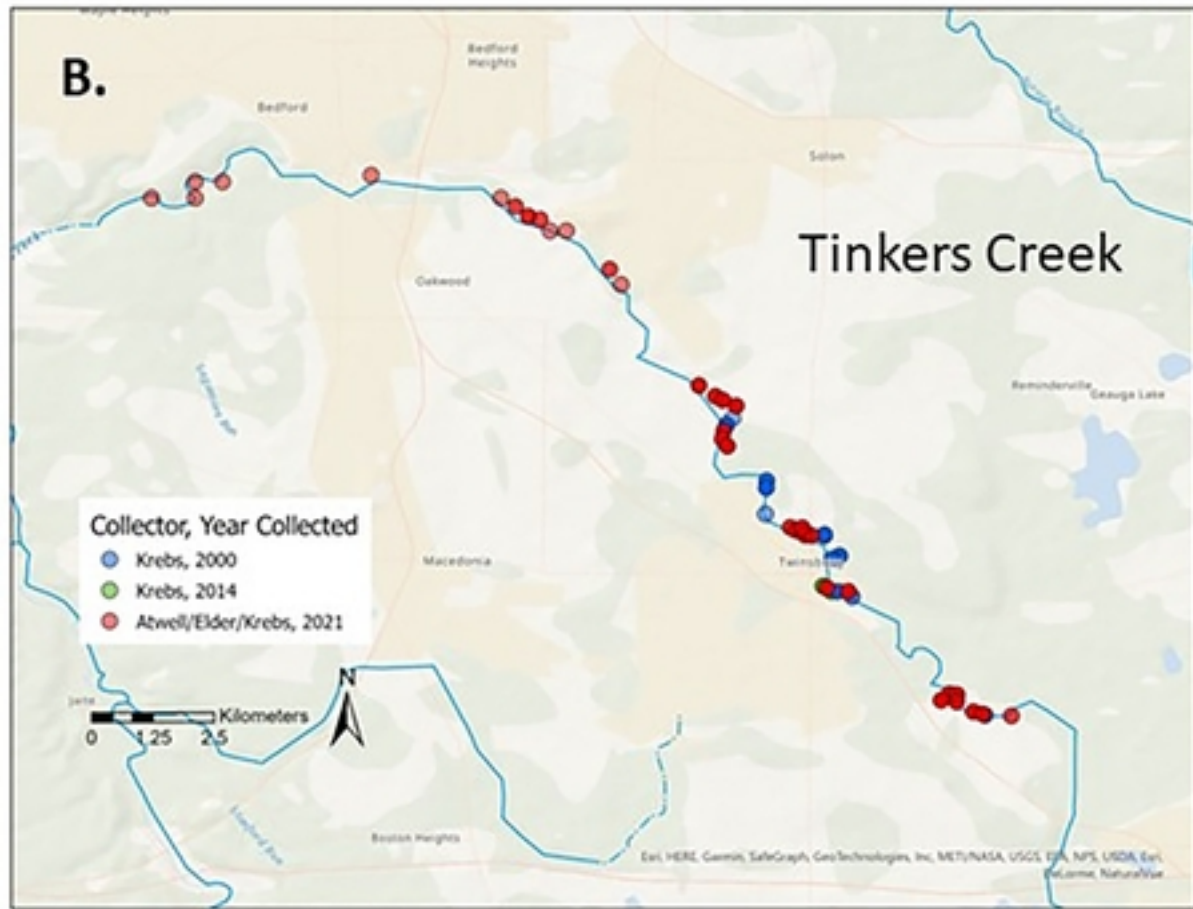 Maple Heights
B.
Bedford
Heights
Bedford
Solon
Tinkers Creek
Oakwood
Reminderville
Geauga Lake
Collector, Year Collected
Krebs, 2000
Krebs, 2014
Atwell/Elder/Krebs, 2021
Macedonia
N
Kilometers
0 1.25 2.5
Boston Heights
Esri, HERE, Garmin, SafeGraph, GeoTechnologies, Inc, METI/NASA, USGS, EPA, NPS, USDA, Esri,
DeLorme, NaturalVue